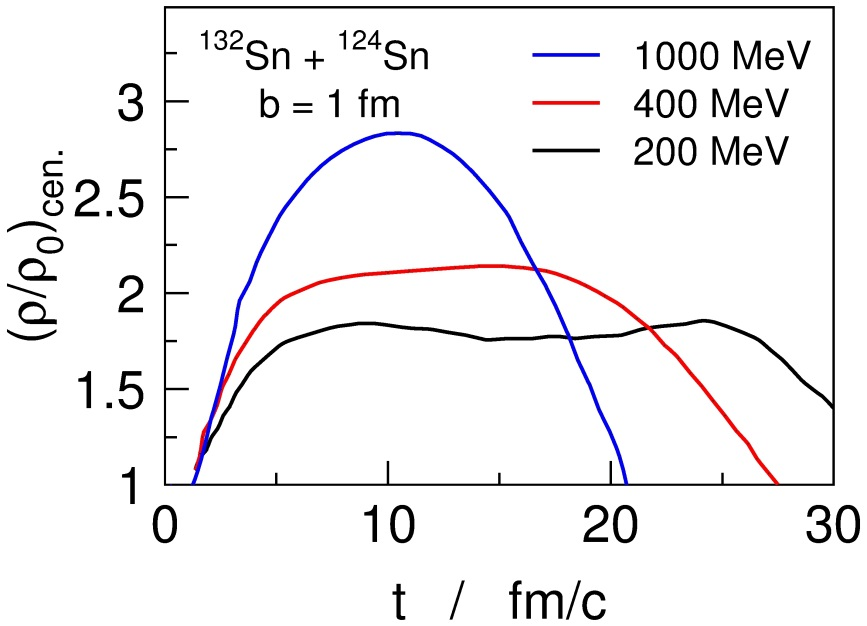 ¹³²Sn + ¹²⁴Sn
b = 1 fm
1000 MeV
400 MeV
200 MeV
(ρ/ρ₀)cen.
3
2.5
2
1.5
1
0 10 20 30
t / fm/c